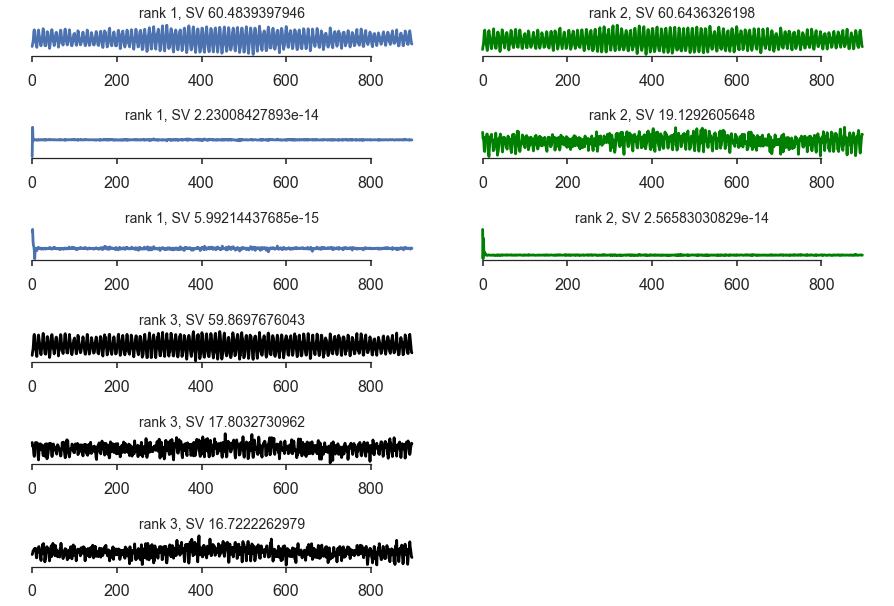 rank 1, SV 60.4839397946
0 200 400 600 800
rank 2, SV 60.6436326198
0 200 400 600 800
rank 1, SV 2.23008427893e-14
0 200 400 600 800
rank 2, SV 19.1292605648
0 200 400 600 800
rank 1, SV 5.99214437685e-15
0 200 400 600 800
rank 2, SV 2.56583030829e-14
0 200 400 600 800
rank 3, SV 59.8697676043
0 200 400 600 800
rank 3, SV 17.8032730962
0 200 400 600 800
rank 3, SV 16.7222262979
0 200 400 600 800